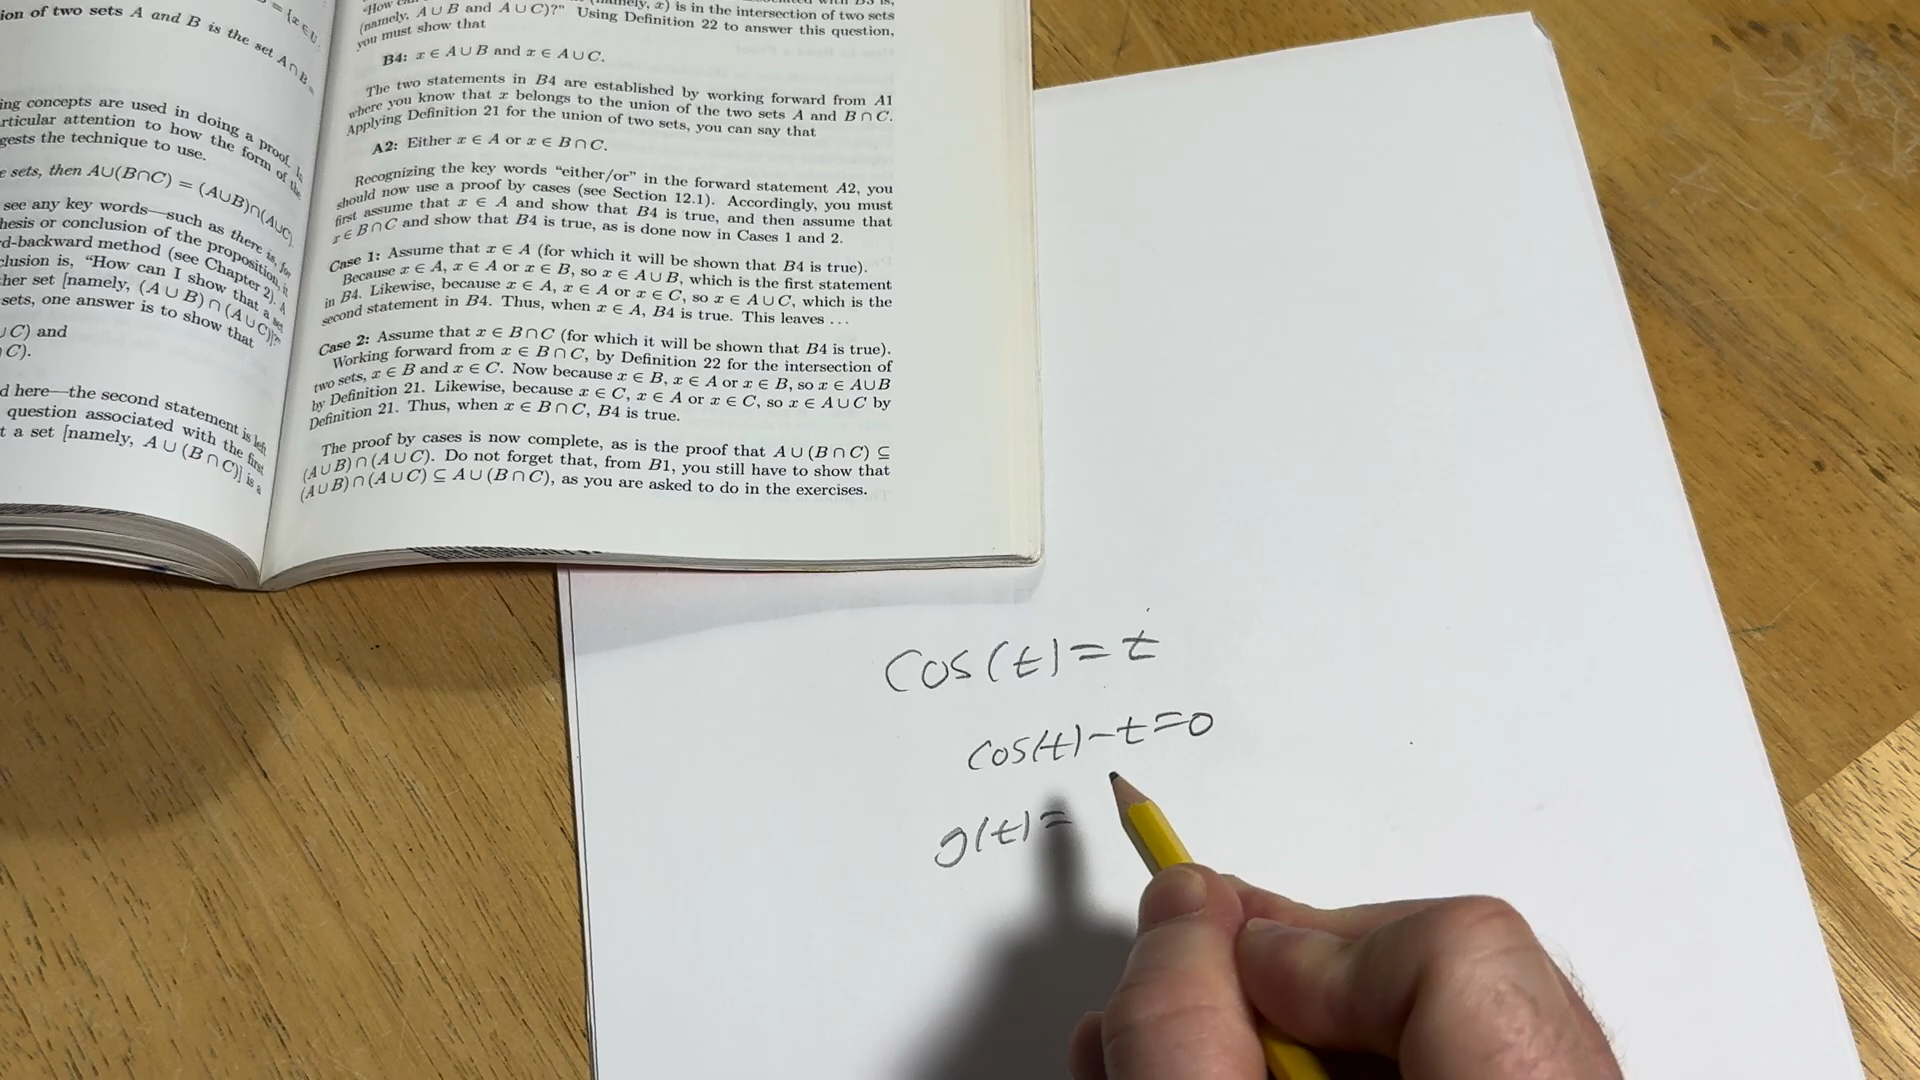 = {x ∈ U:
ion of two sets A and B is the set A ∩ B =
ing concepts are used in doing a proof. In
rticular attention to how the form of the
gests the technique to use.
e sets, then A∪(B∩C) = (A∪B)∩(A∪C).
see any key words—such as there is, for
hesis or conclusion of the proposition, it
d-backward method (see Chapter 2). A
clusion is, "How can I show that a set
her set [namely, (A ∪ B) ∩ (A ∪ C)]?"
sets, one answer is to show that
∪ C) and
C).
d here—the second statement is left
question associated with the first
t a set [namely, A ∪ (B ∩ C)] is a
(namely, x) is in the intersection of two sets
(namely, A ∪ B and A ∪ C)?" Using Definition 22 to answer this question,
you must show that
B4: x ∈ A ∪ B and x ∈ A ∪ C.
The two statements in B4 are established by working forward from A1
where you know that x belongs to the union of the two sets A and B ∩ C.
Applying Definition 21 for the union of two sets, you can say that
A2: Either x ∈ A or x ∈ B ∩ C.
Recognizing the key words "either/or" in the forward statement A2, you
should now use a proof by cases (see Section 12.1). Accordingly, you must
first assume that x ∈ A and show that B4 is true, and then assume that
x ∈ B ∩ C and show that B4 is true, as is done now in Cases 1 and 2.
Case 1: Assume that x ∈ A (for which it will be shown that B4 is true).
Because x ∈ A, x ∈ A or x ∈ B, so x ∈ A ∪ B, which is the first statement
in B4. Likewise, because x ∈ A, x ∈ A or x ∈ C, so x ∈ A ∪ C, which is the
second statement in B4. Thus, when x ∈ A, B4 is true. This leaves ...
Case 2: Assume that x ∈ B ∩ C (for which it will be shown that B4 is true).
Working forward from x ∈ B ∩ C, by Definition 22 for the intersection of
two sets, x ∈ B and x ∈ C. Now because x ∈ B, x ∈ A or x ∈ B, so x ∈ A ∪ B
by Definition 21. Likewise, because x ∈ C, x ∈ A or x ∈ C, so x ∈ A ∪ C by
Definition 21. Thus, when x ∈ B ∩ C, B4 is true.
The proof by cases is now complete, as is the proof that A ∪ (B ∩ C) ⊆
(A ∪ B) ∩ (A ∪ C). Do not forget that, from B1, you still have to show that
(A ∪ B) ∩ (A ∪ C) ⊆ A ∪ (B ∩ C), as you are asked to do in the exercises.
cos(t) = t
cos(t) - t = 0
g(t) =